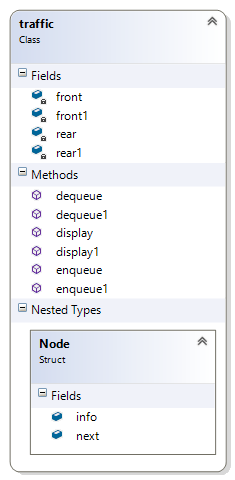 traffic
Class
Fields
front
front1
rear
rear1
Methods
dequeue
dequeue1
display
display1
enqueue
enqueue1
Nested Types
Node
Struct
Fields
info
next